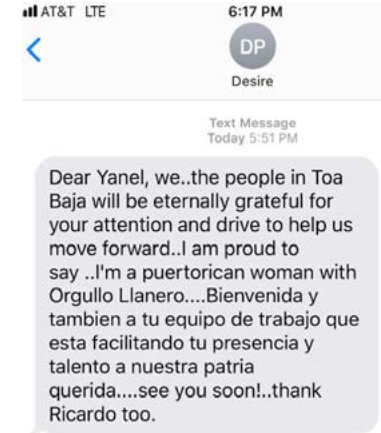 AT&T LTE
6:17 PM
DP
Desire
Text Message
Today 5:51 PM
Dear Yanel, we..the people in Toa
Baja will be eternally grateful for
your attention and drive to help us
move forward..I am proud to
say ..I'm a puertorican woman with
Orgullo Llanero....Bienvenida y
tambien a tu equipo de trabajo que
esta facilitando tu presencia y
talento a nuestra patria
querida....see you soon!..thank
Ricardo too.